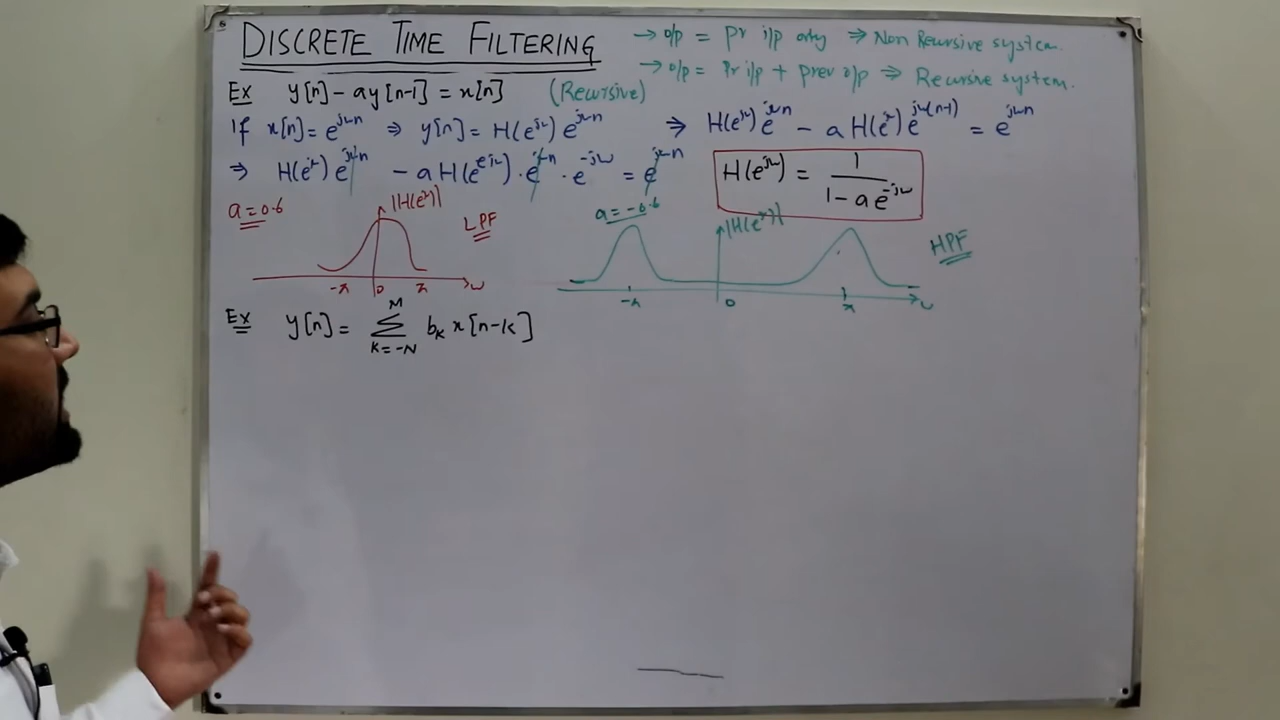 DISCRETE TIME FILTERING
→ o/p = Pr i/p only ⇒ Non Recursive system.
→ o/p = Pr i/p + prev o/p ⇒ Recursive system.
Ex y[n] - ay[n-1] = x[n] (Recursive)
If x[n] = e^{jωn} ⇒ y[n] = H(e^{jω}) e^{jωn} ⇒ H(e^{jω}) e^{jωn} - a H(e^{jω}) e^{jω(n-1)} = e^{jωn}
⇒ H(e^{jω}) e^{jωn} - a H(e^{jω}) · e^{jωn} · e^{-jω} = e^{jωn} H(e^{jω}) = 1 / (1 - a e^{-jω})
a = 0.6 |H(e^{jω})| LPF
-π 0 π ω
a = -0.6 |H(e^{jω})| HPF
-π 0 π ω
Ex y[n] = Σ_{k=-N}^{M} b_k x[n-k]